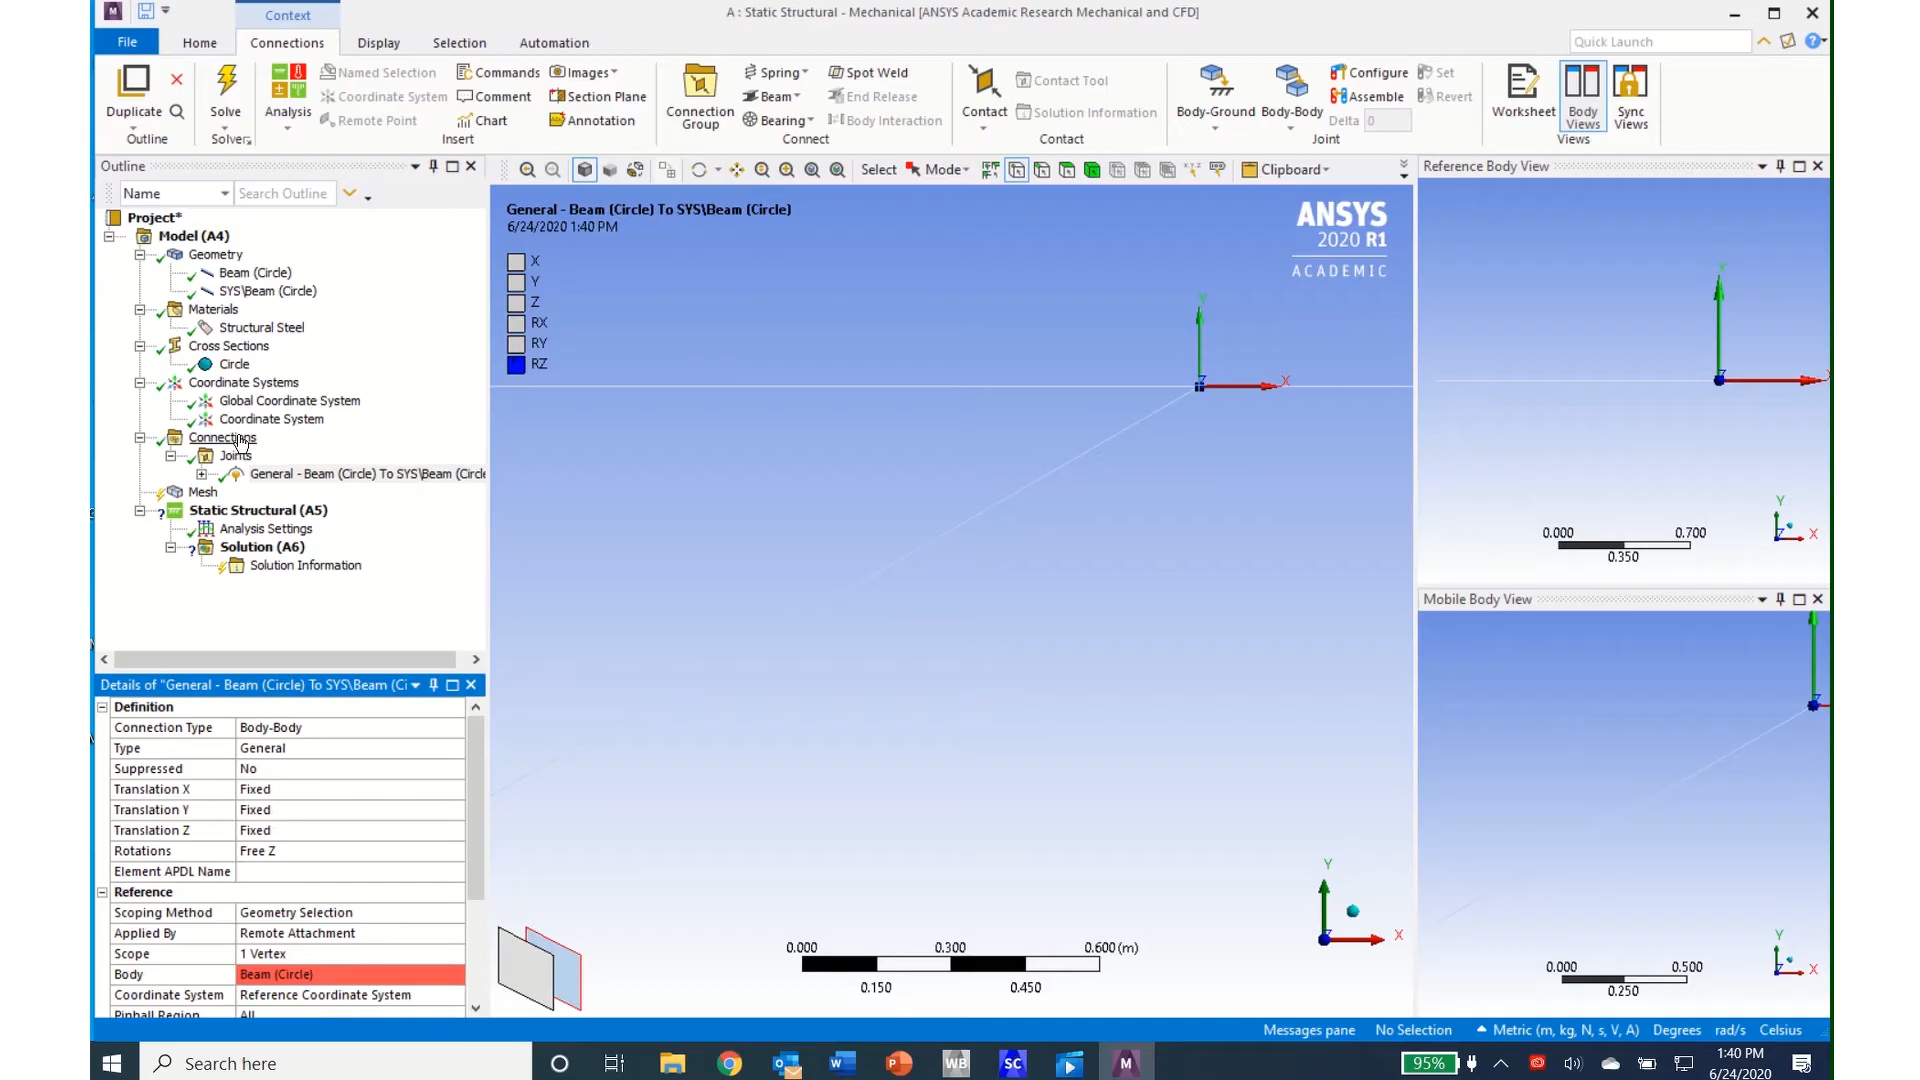 Context
A : Static Structural - Mechanical [ANSYS Academic Research Mechanical and CFD]
File Home Connections Display Selection Automation
Quick Launch
Duplicate
Outline
Solve
Solvers
Analysis
Named Selection
Coordinate System
Remote Point
Commands
Comment
Chart
Images
Section Plane
Annotation
Insert
Connection Group
Spring
Beam
Bearing
Spot Weld
End Release
Body Interaction
Connect
Contact
Contact Tool
Solution Information
Contact
Body-Ground
Body-Body
Configure
Assemble
Delta 0
Set
Revert
Joint
Worksheet
Body Views
Sync Views
Views
Outline
Name
Search Outline
Select Mode
Clipboard
Project*
Model (A4)
Geometry
Beam (Circle)
SYS\Beam (Circle)
Materials
Structural Steel
Cross Sections
Circle
Coordinate Systems
Global Coordinate System
Coordinate System
Connections
Joints
General - Beam (Circle) To SYS\Beam (Circle
Mesh
Static Structural (A5)
Analysis Settings
Solution (A6)
Solution Information
Details of "General - Beam (Circle) To SYS\Beam (Ci
Definition
Connection Type Body-Body
Type General
Suppressed No
Translation X Fixed
Translation Y Fixed
Translation Z Fixed
Rotations Free Z
Element APDL Name
Reference
Scoping Method Geometry Selection
Applied By Remote Attachment
Scope 1 Vertex
Body Beam (Circle)
Coordinate System Reference Coordinate System
Pinball Region All
General - Beam (Circle) To SYS\Beam (Circle)
6/24/2020 1:40 PM
X
Y
Z
RX
RY
RZ
ANSYS
2020 R1
ACADEMIC
Y
Z
X
0.000 0.300 0.600 (m)
0.150 0.450
Y
X
Reference Body View
Y
0.000 0.700
0.350
Y
Z
X
Mobile Body View
Z
0.000 0.500
0.250
Y
Z
X
Messages pane No Selection Metric (m, kg, N, s, V, A) Degrees rad/s Celsius
Search here
WB
SC
M
95%
1:40 PM
6/24/2020